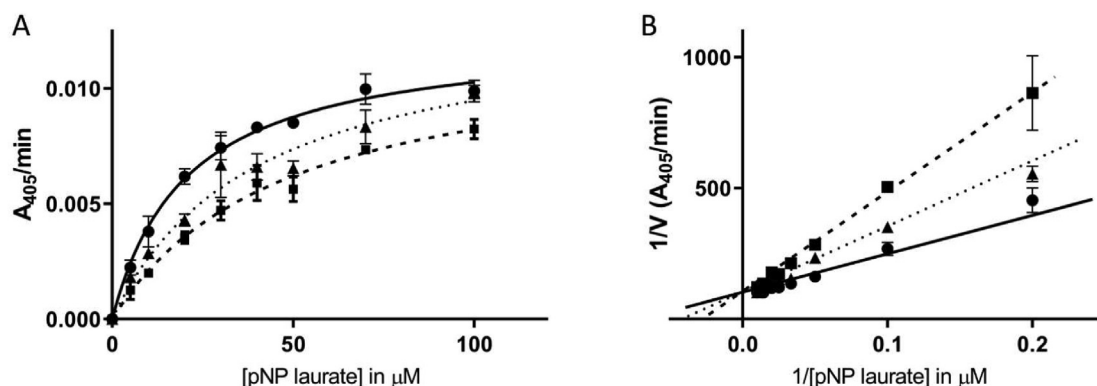 A
A405/min
0.010
0.005
0.000
0
50
100
[pNP laurate] in μM
B
1/V (A405/min)
1000
500
0.0
0.1
0.2
1/[pNP laurate] in μM